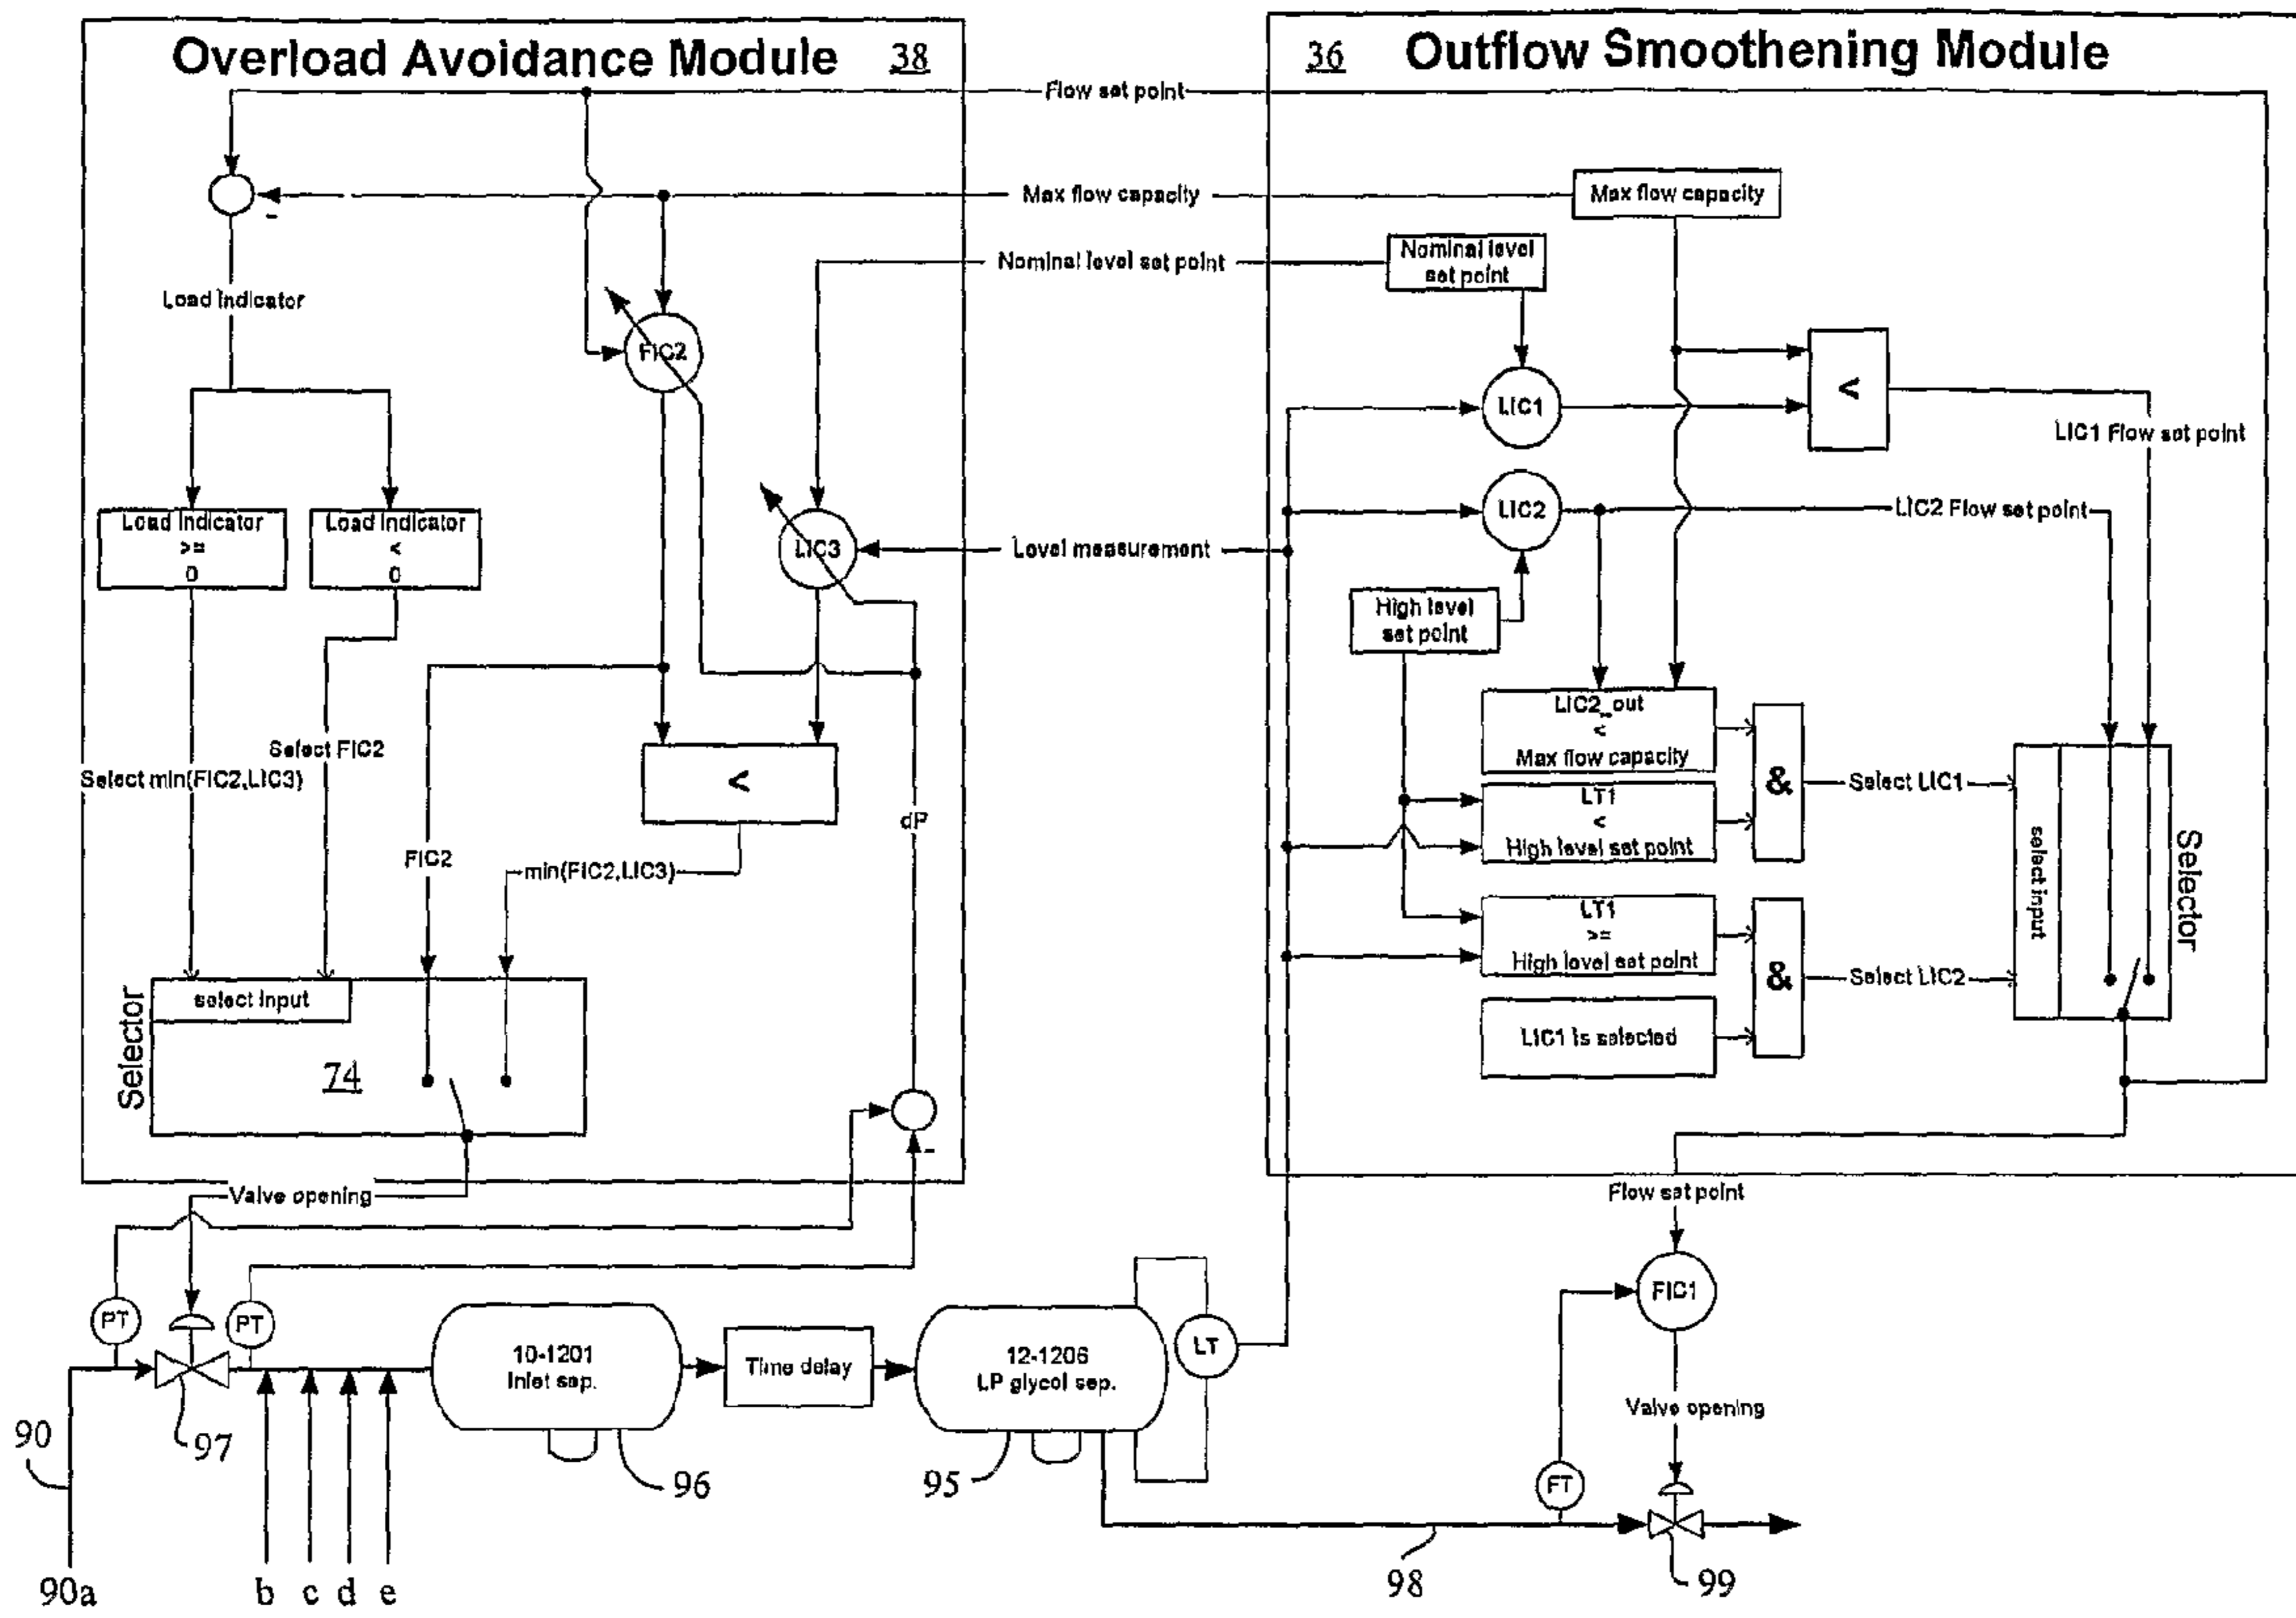 Overload Avoidance Module 38
36 Outflow Smoothening Module
Flow set point
Max flow capacity
Max flow capacity
-
Nominal level set point
Nominal level
set point
Load Indicator
FIC2
LIC1
<
LIC1 Flow set point
LIC2
LIC2 Flow set point
Load Indicator
>=
0
Load Indicator
<
0
LIC3
Level measurement
High level
set point
LIC2_out
<
Max flow capacity
&
Select LIC1
LT1
<
High level set point
Select FIC2
Select min(FIC2,LIC3)
<
dP
FIC2
min(FIC2,LIC3)
select input
Selector
LT1
>=
High level set point
&
Select LIC2
LIC1 is selected
select input
Selector
74
-
Valve opening
Flow set point
PT
PT
10-1201
Inlet sep.
Time delay
12-1206
LP glycol sep.
LT
FIC1
Valve opening
90
97
96
95
FT
90a
b
c
d
e
98
99